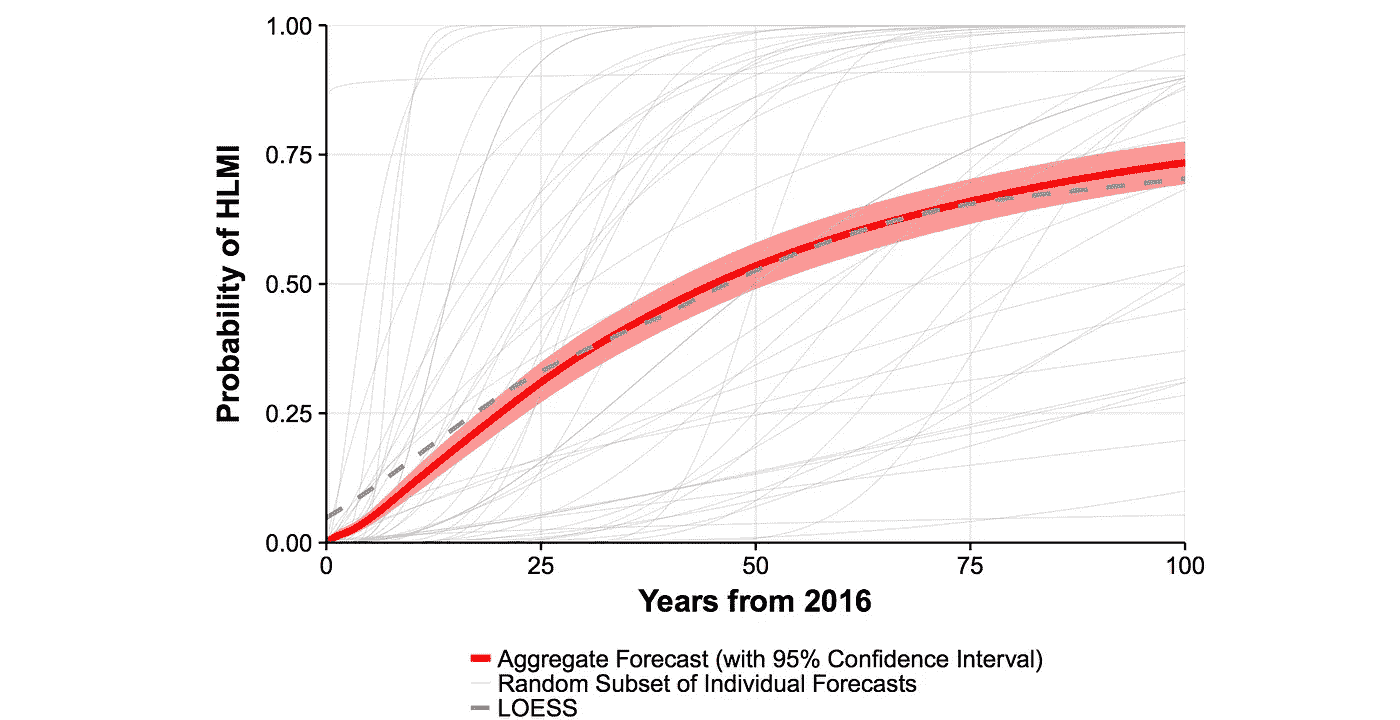 1.00
0.75
0.50
0.25
0.00
Probability of HLMI
0 25 50 75 100
Years from 2016
Aggregate Forecast (with 95% Confidence Interval)
Random Subset of Individual Forecasts
LOESS